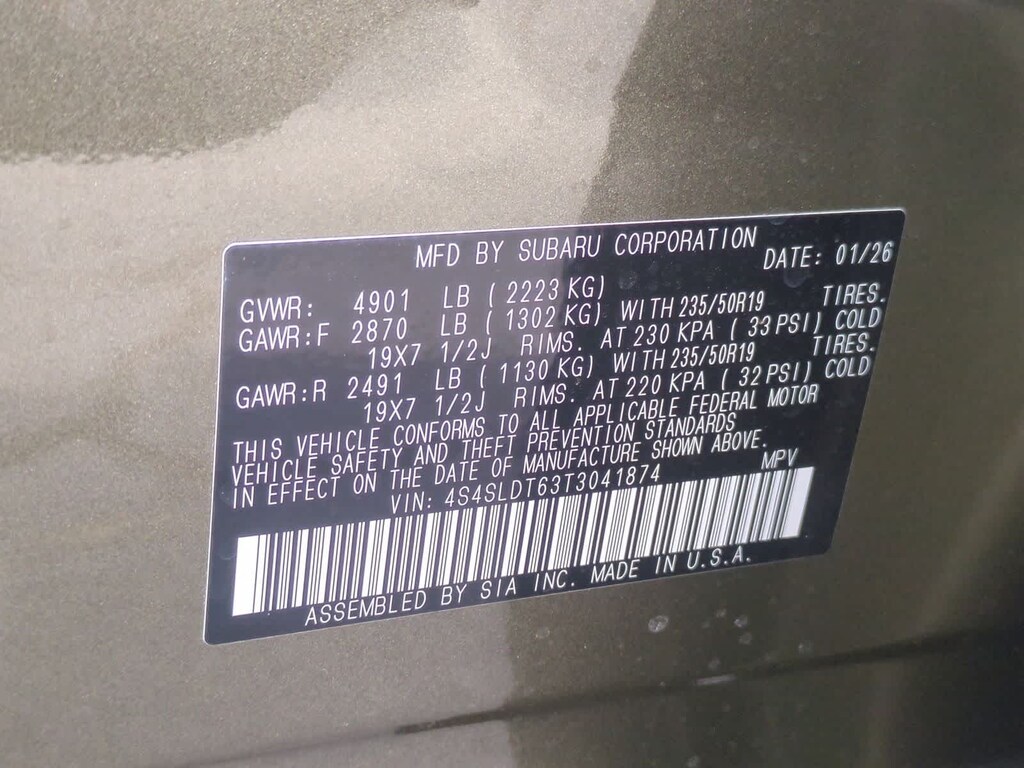 MFD BY SUBARU CORPORATION DATE: 01/26
GVWR: 4901 LB ( 2223 KG)
GAWR:F 2870 LB ( 1302 KG) WITH 235/50R19 TIRES.
19X7 1/2J RIMS. AT 230 KPA ( 33 PSI) COLD
GAWR:R 2491 LB ( 1130 KG) WITH 235/50R19 TIRES.
19X7 1/2J RIMS. AT 220 KPA ( 32 PSI) COLD
THIS VEHICLE CONFORMS TO ALL APPLICABLE FEDERAL MOTOR
VEHICLE SAFETY AND THEFT PREVENTION STANDARDS
IN EFFECT ON THE DATE OF MANUFACTURE SHOWN ABOVE.
VIN: 4S4SLDT63T3041874 MPV
ASSEMBLED BY SIA INC. MADE IN U.S.A.